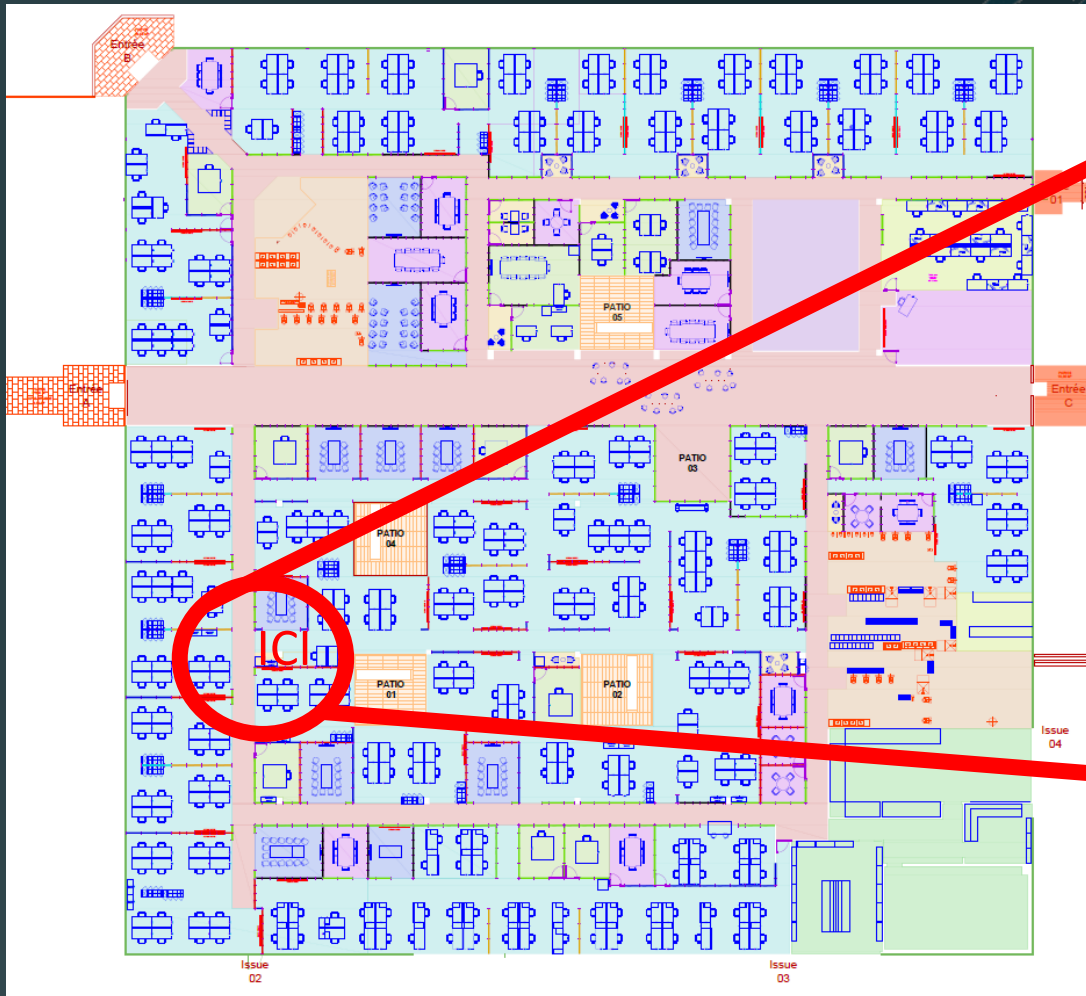 Entrée
B
01
PATIO
05
Entrée
A
Entrée
C
PATIO
03
PATIO
04
ICI
PATIO
01
PATIO
02
Issue
04
Issue
02
Issue
03